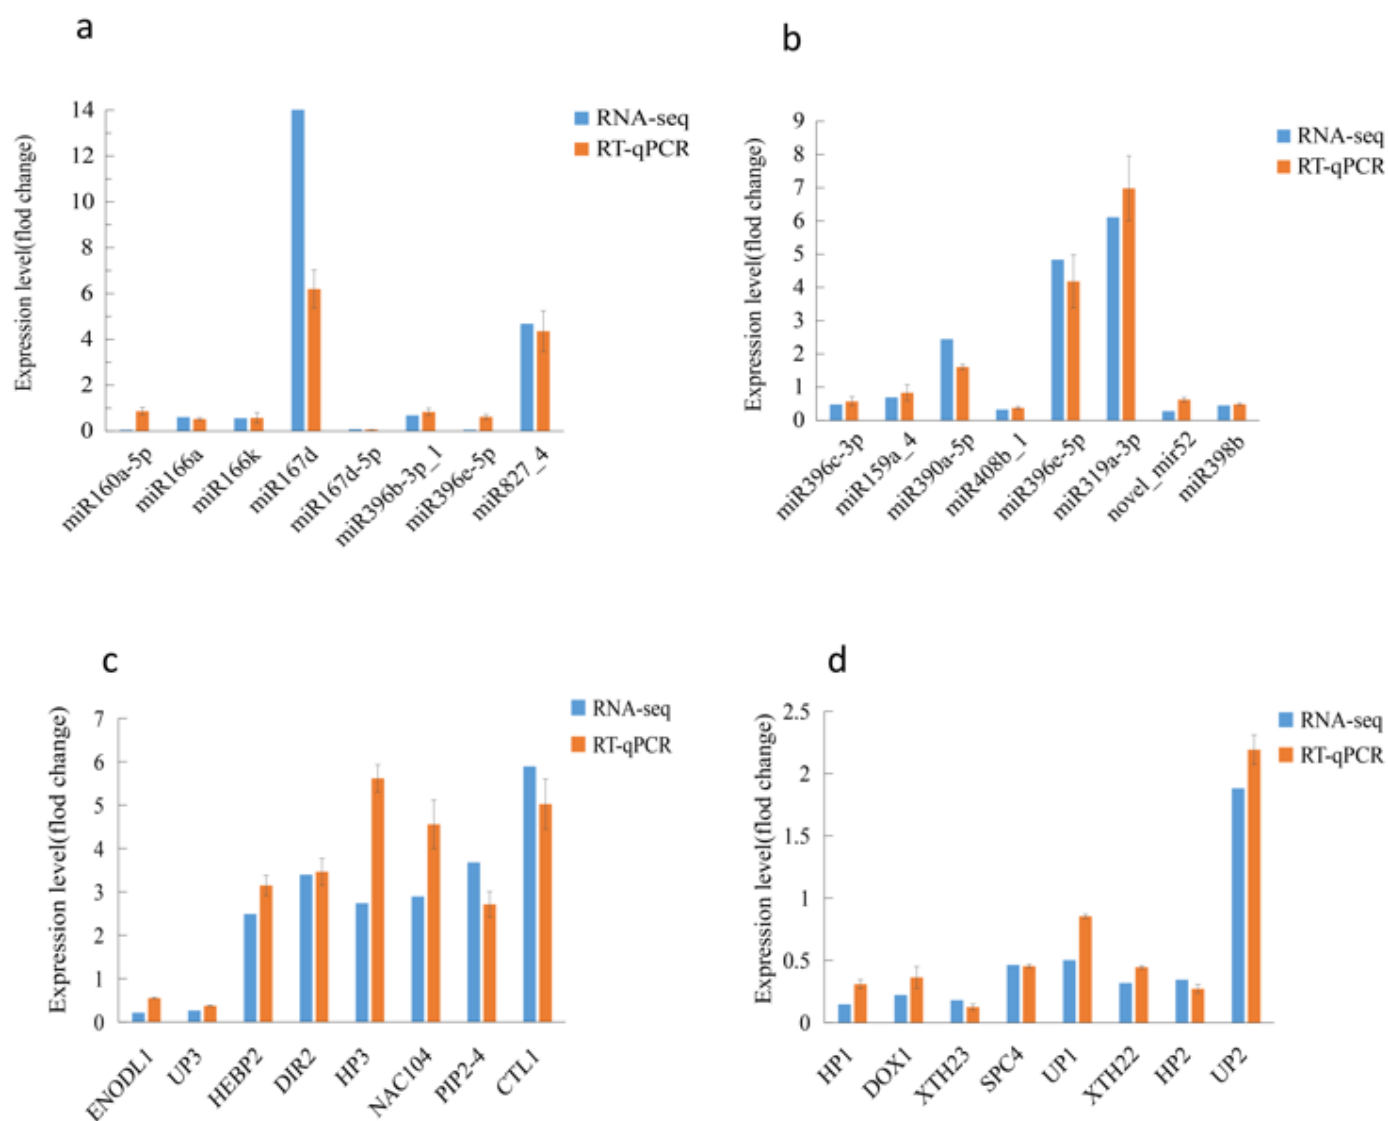 a
Expression level(flod change)
14
12
10
8
6
4
2
0
RNA-seq
RT-qPCR
miR160a-5p
miR166a
miR166k
miR167d
miR167d-5p
miR396b-3p_1
miR396e-5p
miR827_4
b
Expression level(flod change)
9
8
7
6
5
4
3
2
1
0
RNA-seq
RT-qPCR
miR396c-3p
miR159a_4
miR390a-5p
miR408b_1
miR396e-5p
miR319a-3p
novel_mir52
miR398b
c
Expression level(flod change)
7
6
5
4
3
2
1
0
RNA-seq
RT-qPCR
ENODL1
UP3
HEBP2
DIR2
HP3
NAC104
PIP2-4
CTL1
d
Expression level(flod change)
2.5
2
1.5
1
0.5
0
RNA-seq
RT-qPCR
HP1
DOX1
XTH23
SPC4
UP1
XTH22
HP2
UP2